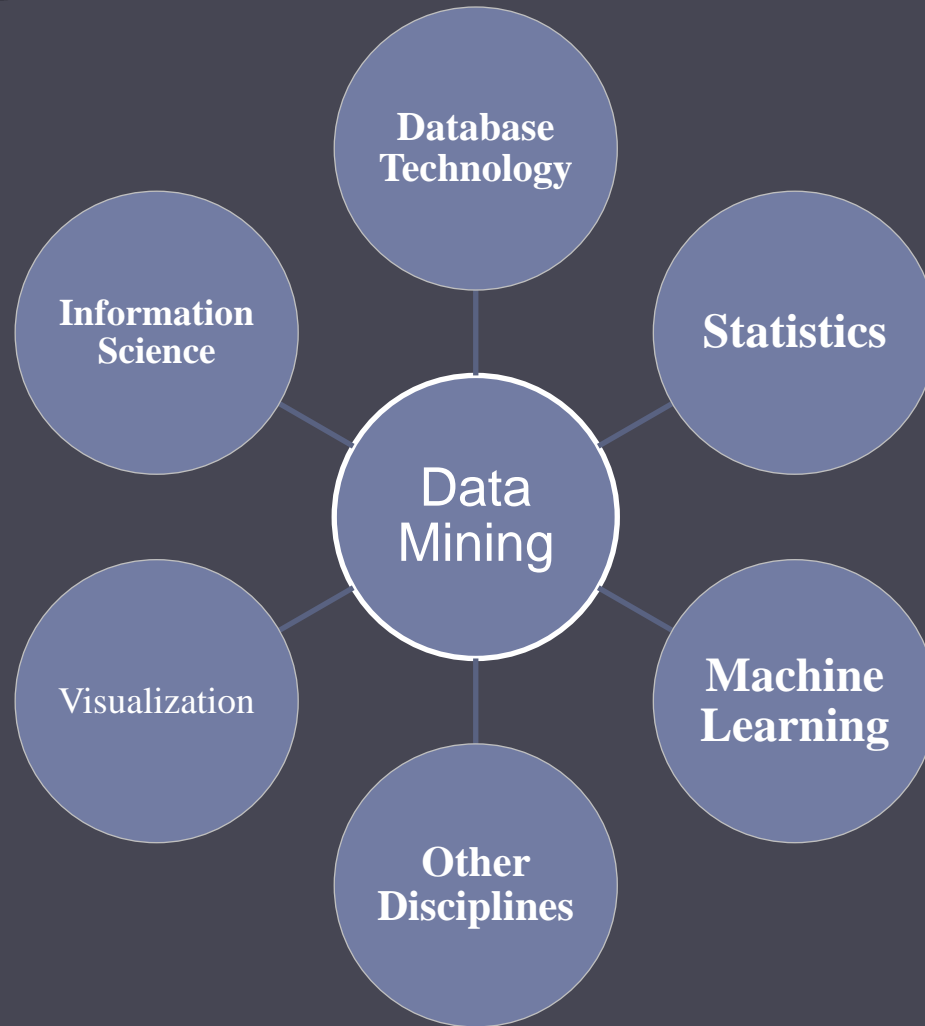 Database
Technology
Information
Science
Statistics
Data
Mining
Visualization
Machine
Learning
Other
Disciplines